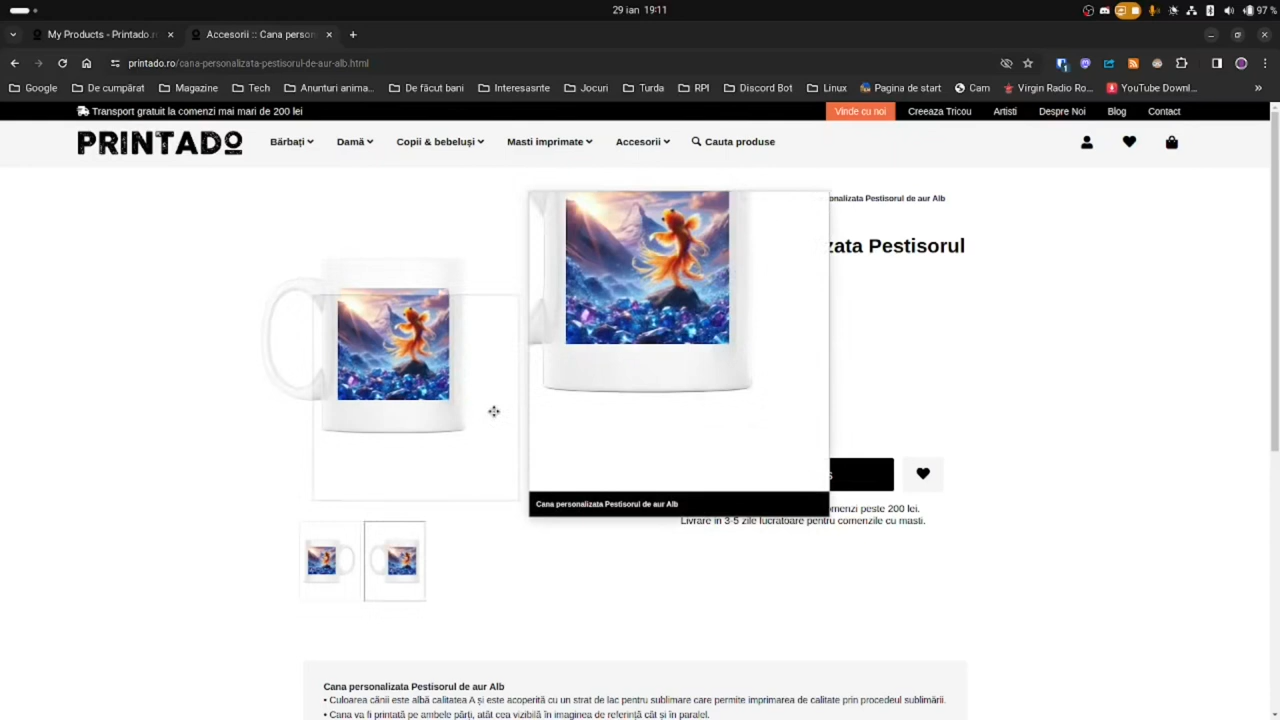 29 ian 19:11
97 %
My Products - Printado.r
Accesorii :: Cana person
printado.ro/cana-personalizata-pestisorul-de-aur-alb.html
Google De cumpărat Magazine Tech Anunturi anima... De făcut bani Interesasnte Jocuri Turda RPI Discord Bot Linux Pagina de start Cam Virgin Radio Ro... YouTube Downl...
Transport gratuit la comenzi mai mari de 200 lei
Vinde cu noi Creeaza Tricou Artisti Despre Noi Blog Contact
PRINTADO
Bărbați Damă Copii & bebeluși Masti imprimate Accesorii Cauta produse
onalizata Pestisorul de aur Alb
zata Pestisorul
s
Cana personalizata Pestisorul de aur Alb
omenzi peste 200 lei.
Livrare in 3-5 zile lucratoare pentru comenzile cu masti.
Cana personalizata Pestisorul de aur Alb
• Culoarea cănii este albă calitatea A și este acoperită cu un strat de lac pentru sublimare care permite imprimarea de calitate prin procedeul sublimării.
• Cana va fi printată pe ambele părți, atât cea vizibilă în imaginea de referință cât și în paralel.